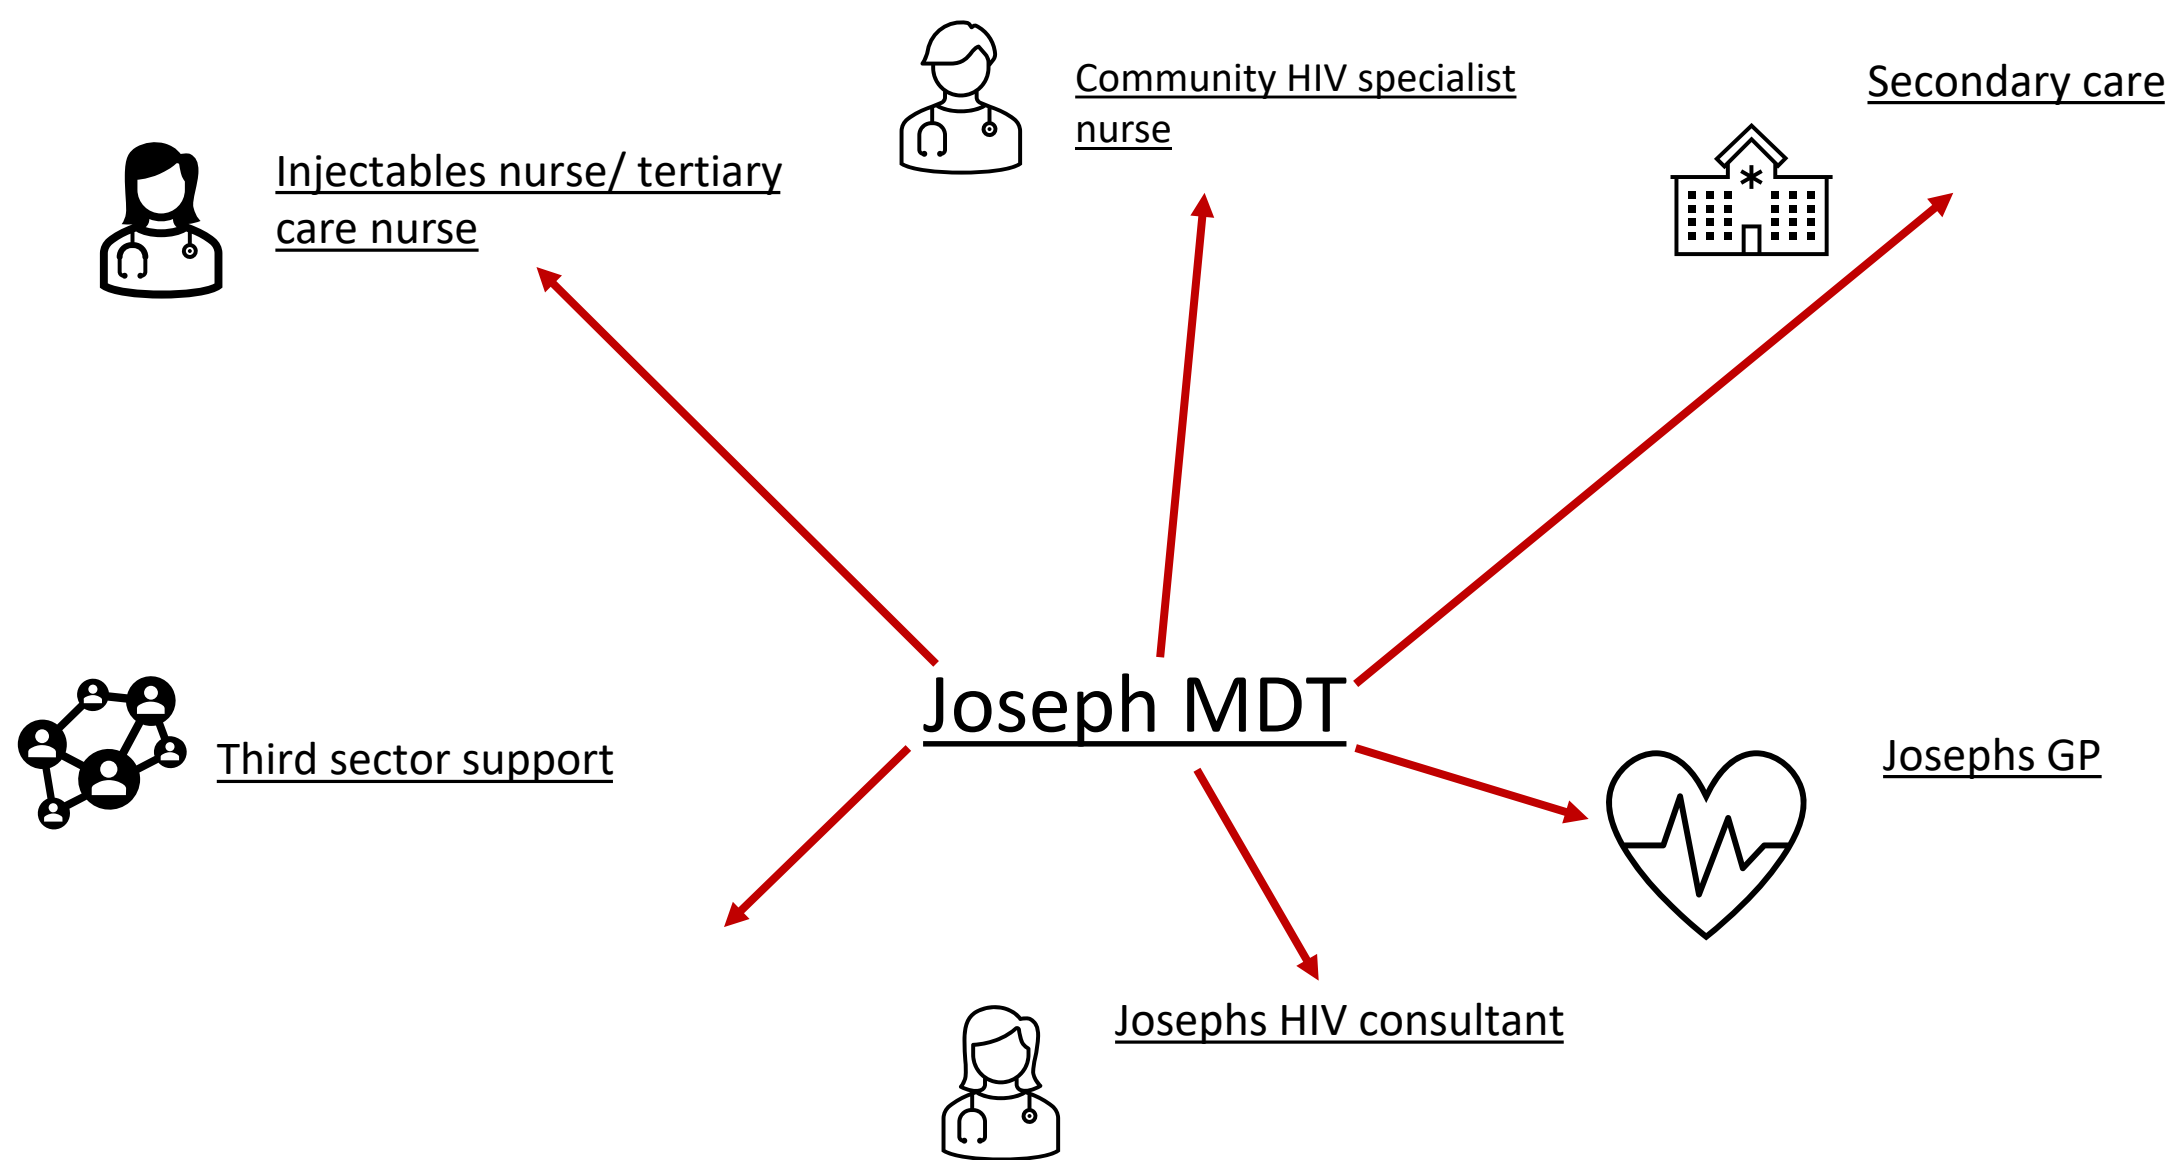 Community HIV specialist
nurse
Secondary care
Injectables nurse/ tertiary
care nurse
Joseph MDT
Third sector support
Josephs GP
Josephs HIV consultant